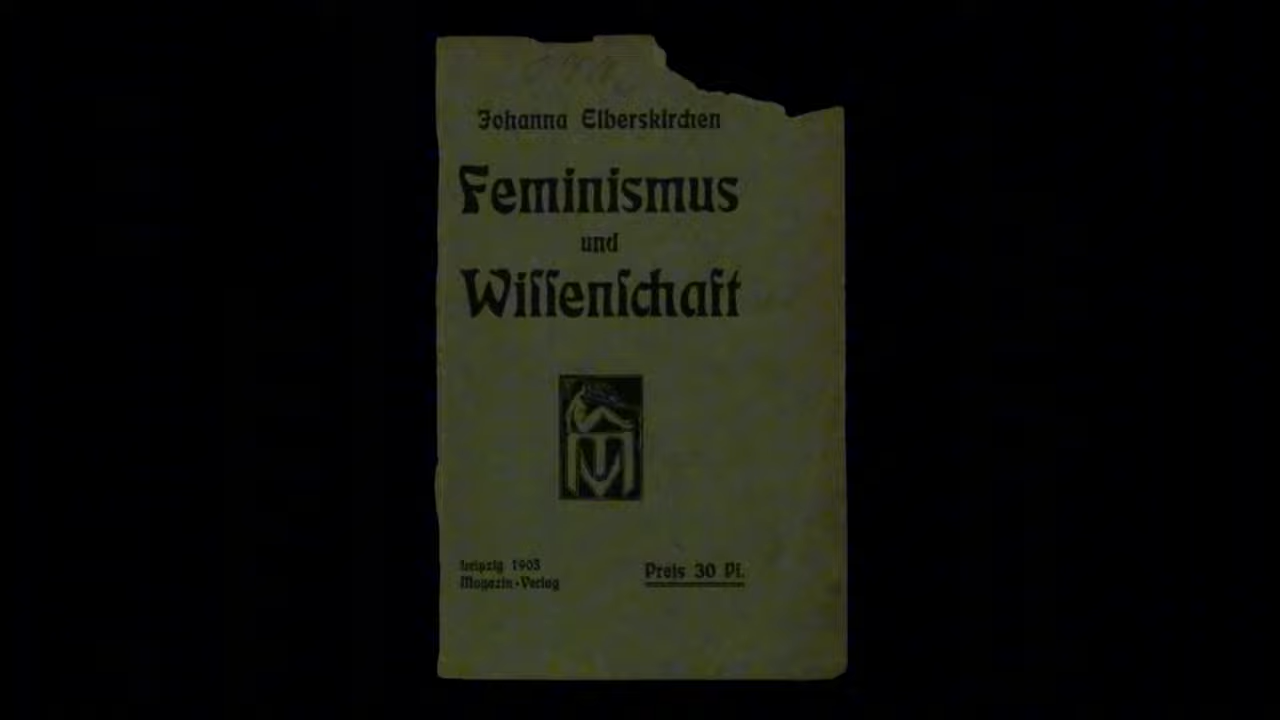 Johanna Elberskirchen
Feminismus
und
Wiſſenſchaft
Leipzig 1903
Magazin-Verlag
Preis 30 Pf.